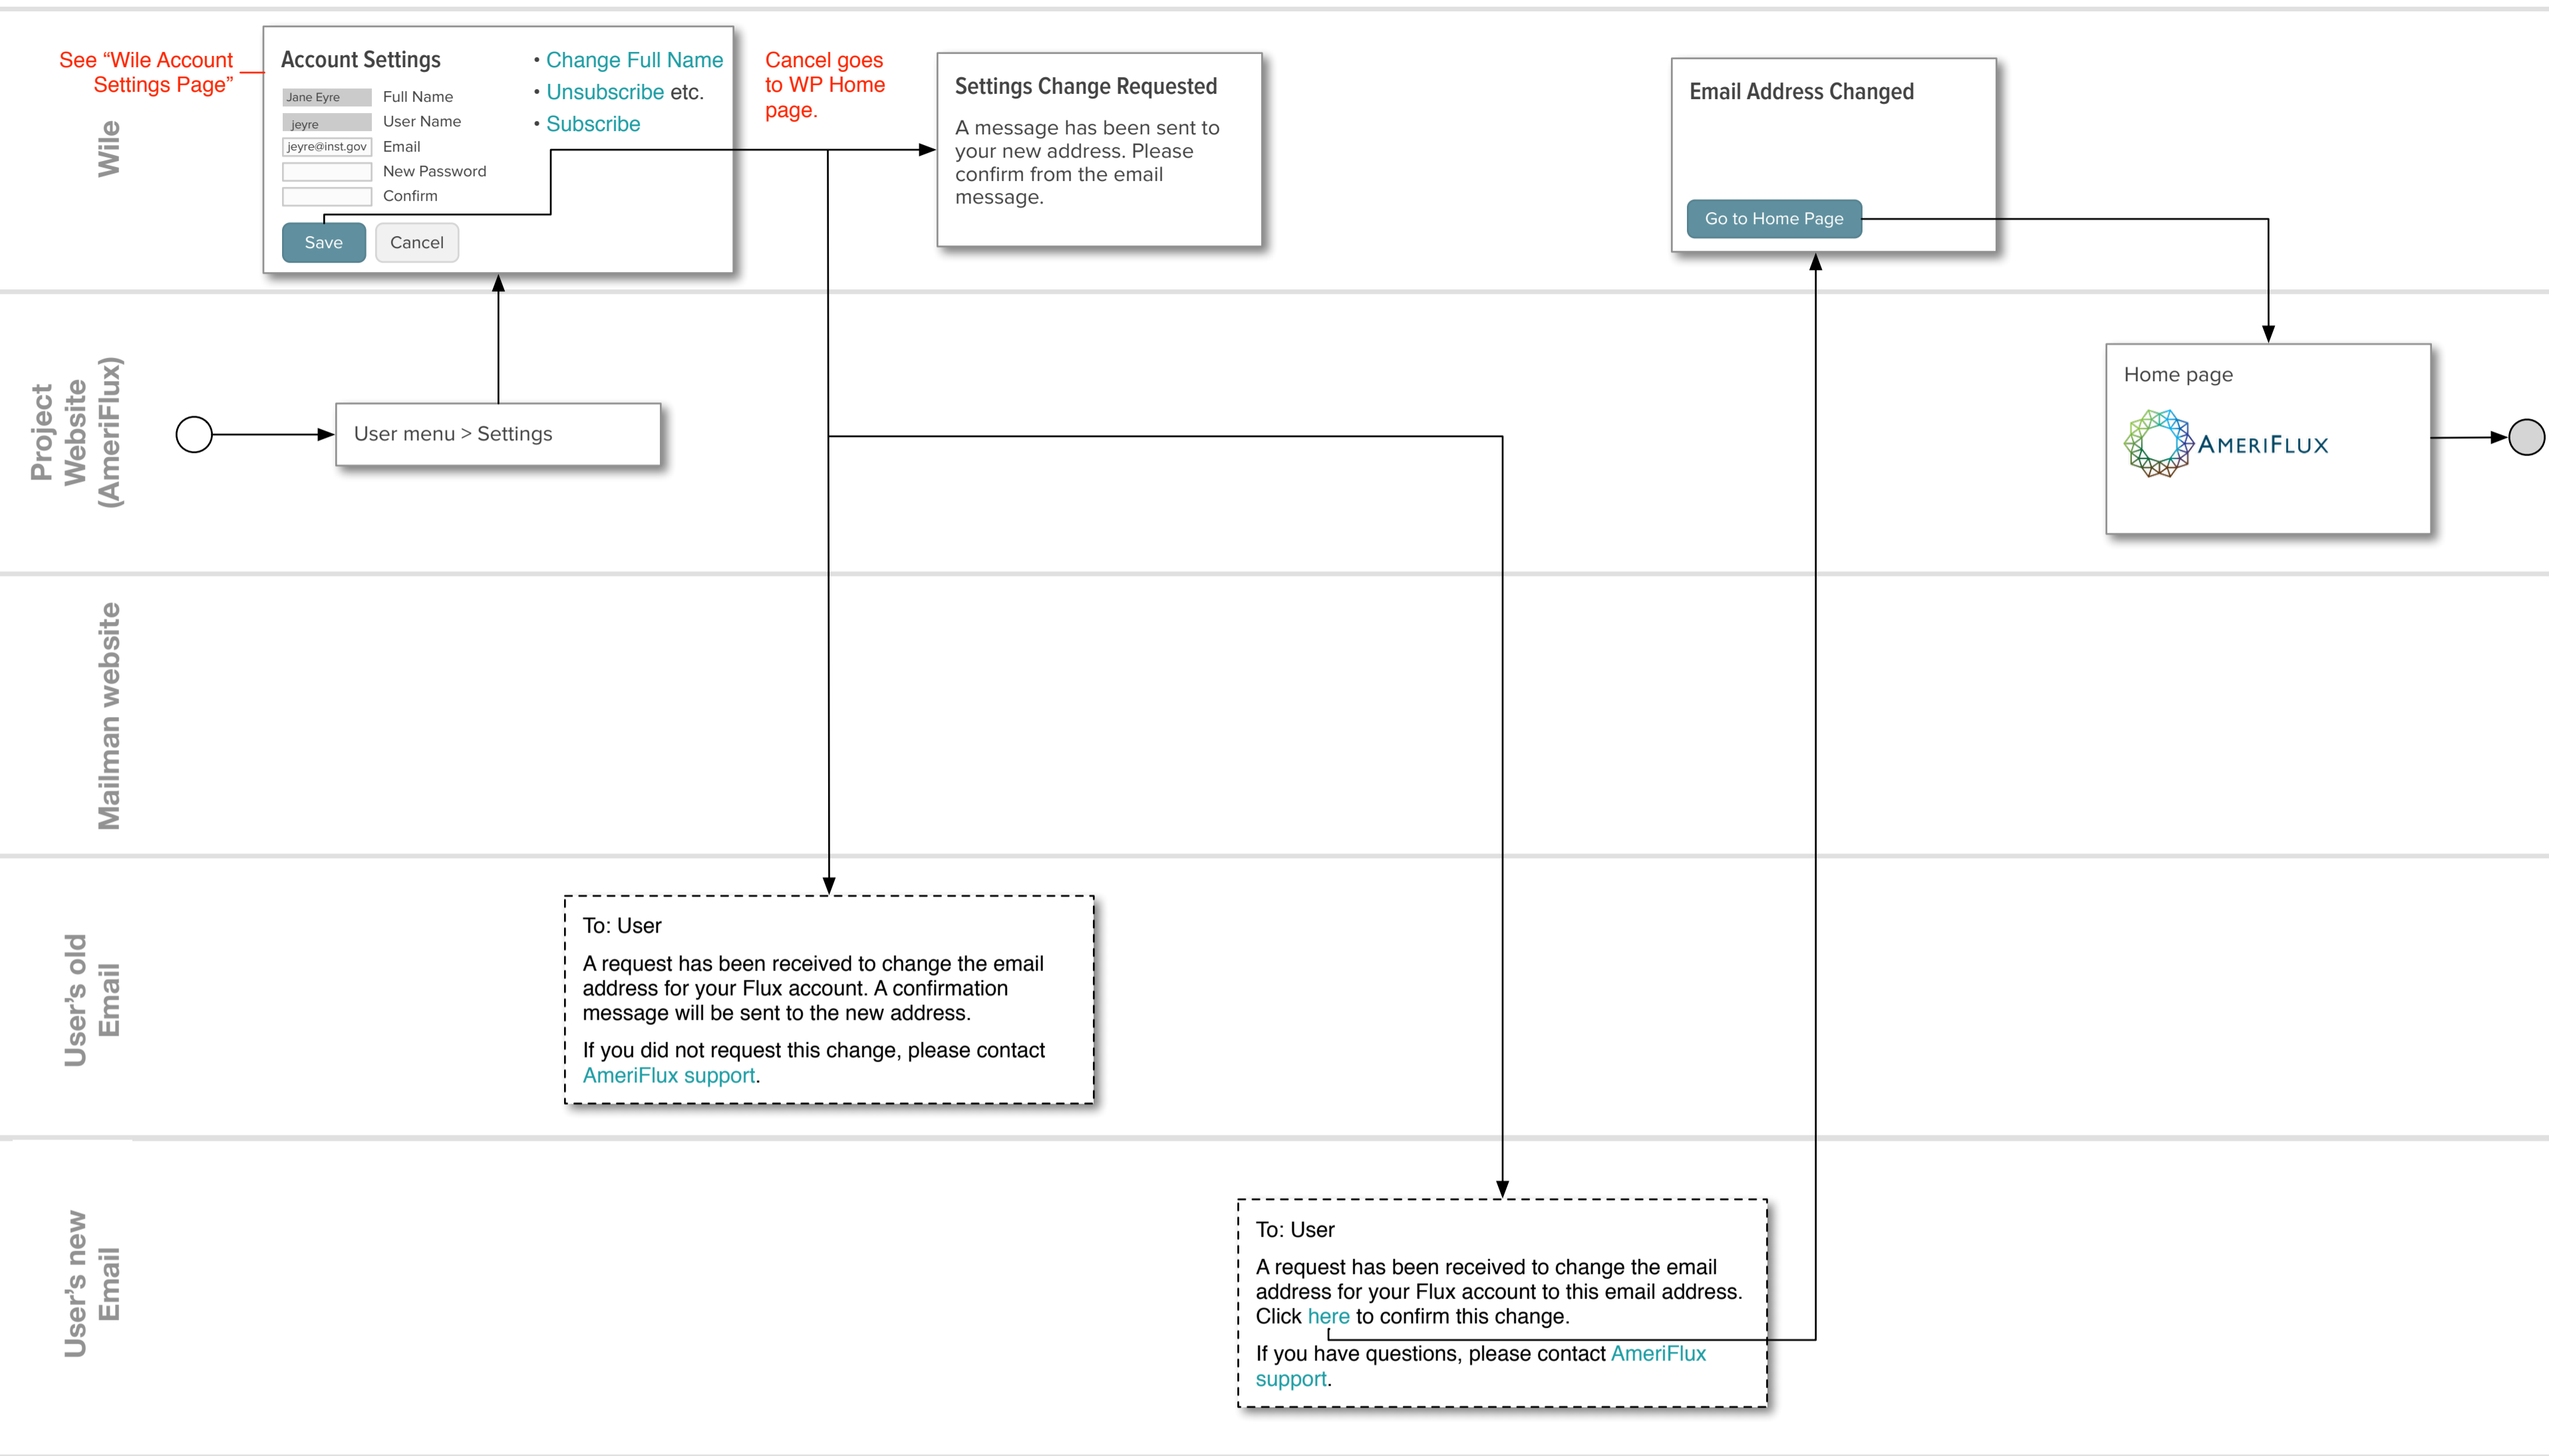 Wile
See “Wile Account
Settings Page”
Account Settings
Jane Eyre Full Name
jeyre User Name
jeyre@inst.gov Email
New Password
Confirm
Save Cancel
• Change Full Name
• Unsubscribe etc.
• Subscribe
Cancel goes
to WP Home
page.
Settings Change Requested
A message has been sent to
your new address. Please
confirm from the email
message.
Email Address Changed
Go to Home Page
Project
Website
(AmeriFlux)
User menu > Settings
Home page
AMERIFLUX
Mailman website
User’s old
Email
To: User
A request has been received to change the email
address for your Flux account. A confirmation
message will be sent to the new address.
If you did not request this change, please contact
AmeriFlux support.
User’s new
Email
To: User
A request has been received to change the email
address for your Flux account to this email address.
Click here to confirm this change.
If you have questions, please contact AmeriFlux
support.